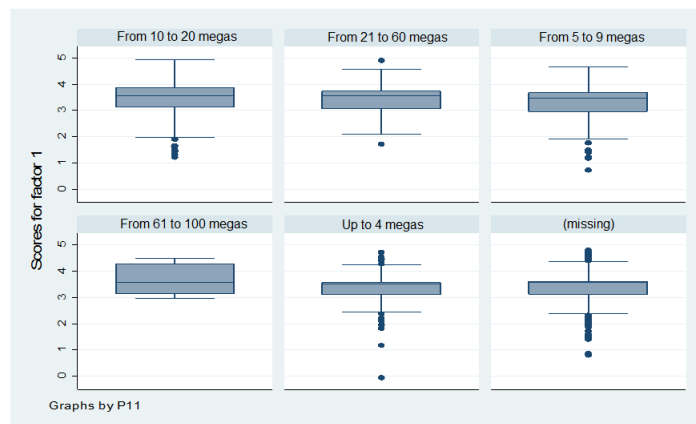 From 10 to 20 megas
From 21 to 60 megas
From 5 to 9 megas
5
4
3
2
1
0
From 61 to 100 megas
Up to 4 megas
(missing)
5
4
3
2
1
0
Scores for factor 1
Graphs by P11